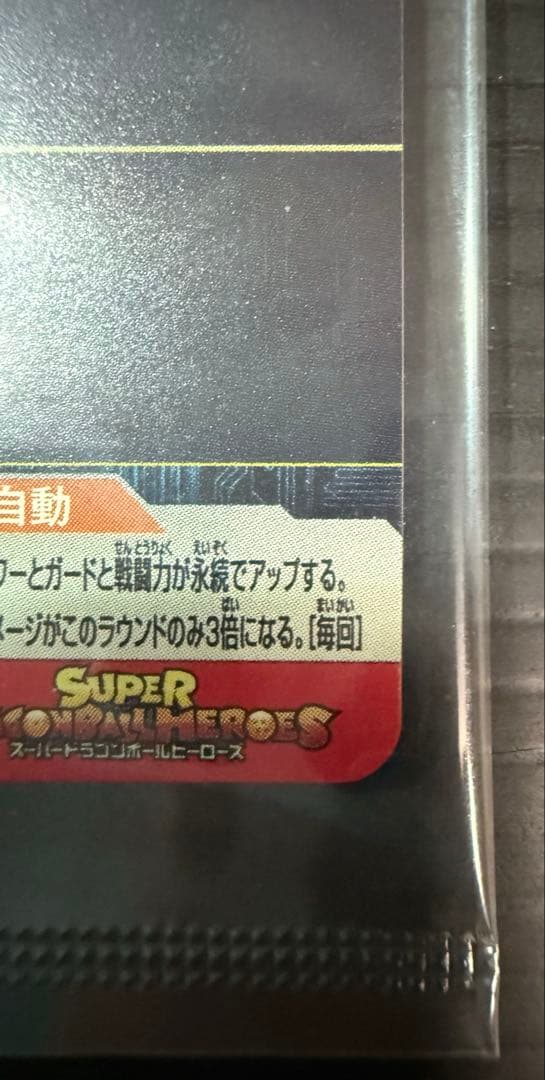 自動
ワーとガードと戦闘力が永続でアップする。
メージがこのラウンドのみ3倍になる。[毎回]
SUPER
DRAGONBALL HEROES
スーパードラゴンボールヒーローズ